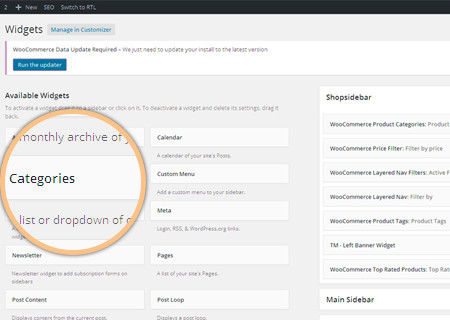 2 New SEO Switch to RTL
Widgets Manage in Customizer
WooCommerce Data Update Required – We just need to update your install to the latest version
Run the updater
Available Widgets
To activate a widget drag it to a sidebar or click on it. To deactivate a widget and delete its settings, drag it
back.
monthly archive of
Categories
list or dropdown of
Calendar
A calendar of your site's Posts.
Custom Menu
Add a custom menu to your sidebar.
Meta
Login, RSS, & WordPress.org links.
Newsletter
Newsletter widget to add subscription forms on
sidebars
Pages
A list of your site's Pages.
Post Content
Displays content from the current post.
Post Loop
Displays a post loop.
Shopsidebar
WooCommerce Product Categories: Product
WooCommerce Price Filter: Filter by price
WooCommerce Layered Nav Filters: Active F
WooCommerce Layered Nav: Filter by
WooCommerce Product Tags: Product Tags
TM - Left Banner Widget
WooCommerce Top Rated Products: Top Rated
Main Sidebar